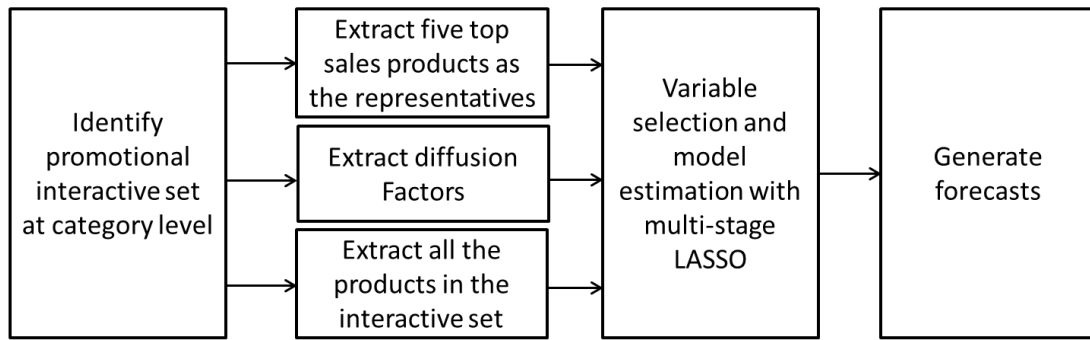 Identify
promotional
interactive set
at category level
Extract five top
sales products as
the representatives
Extract diffusion
Factors
Extract all the
products in the
interactive set
Variable
selection and
model
estimation with
multi-stage
LASSO
Generate
forecasts